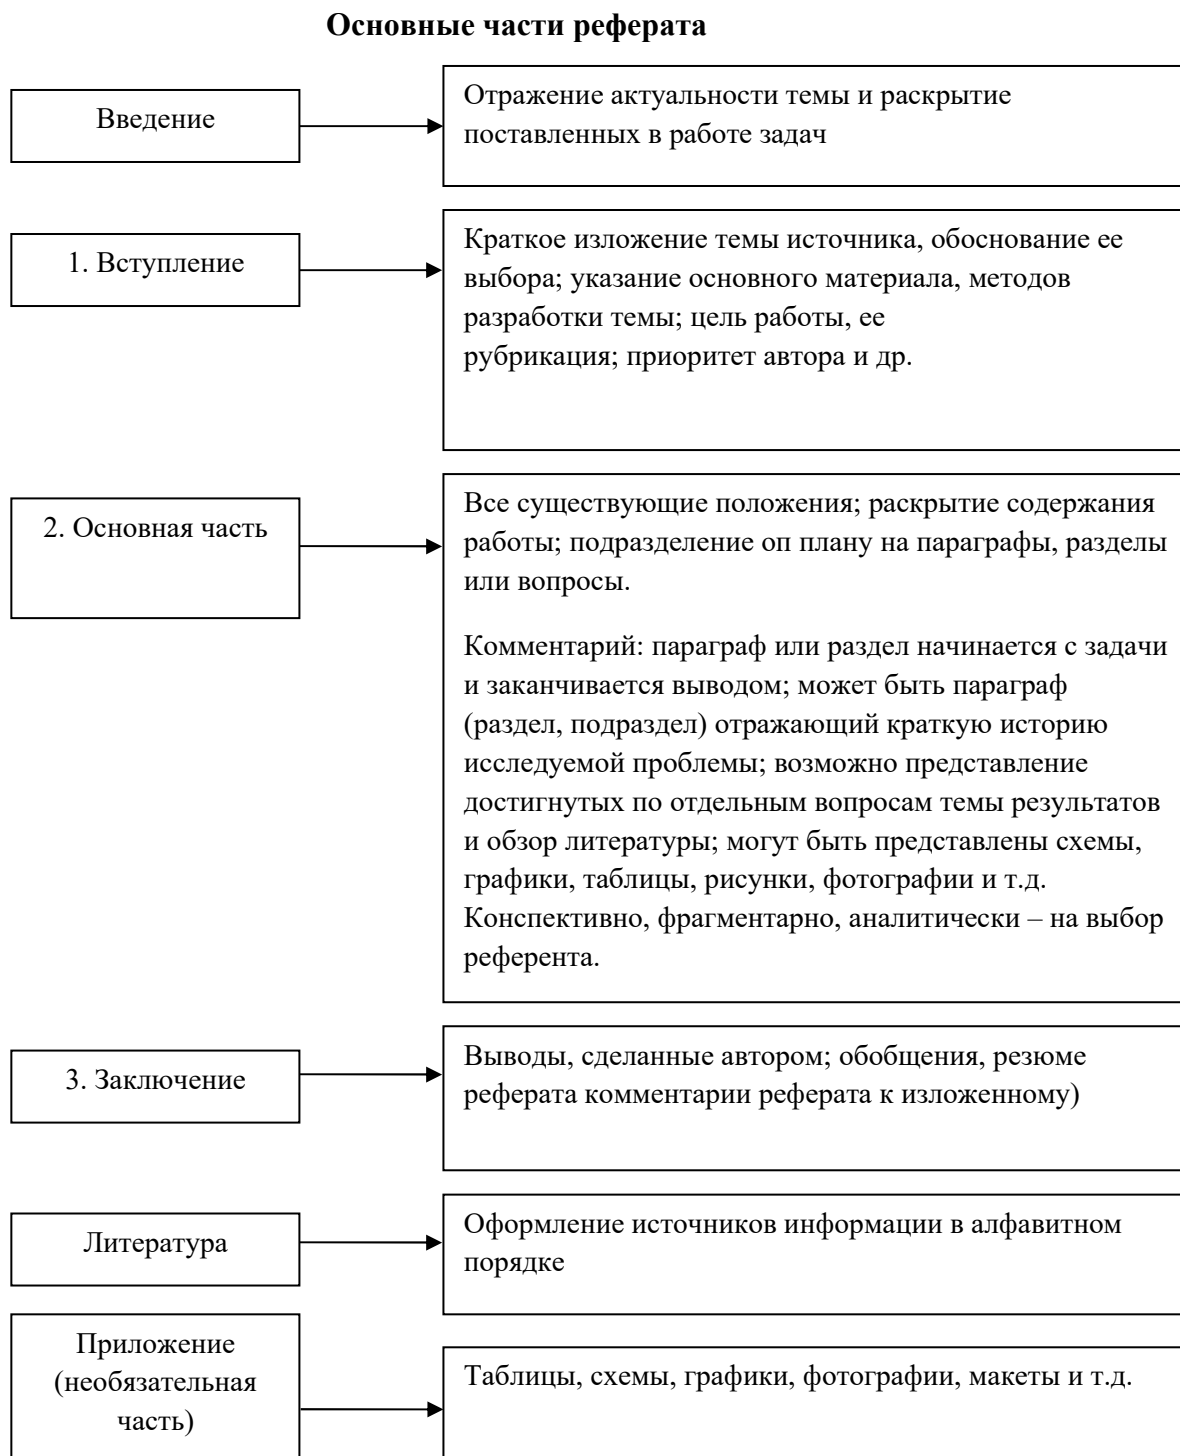 Основные части реферата
Введение
Отражение актуальности темы и раскрытие
поставленных в работе задач
1. Вступление
Краткое изложение темы источника, обоснование ее
выбора; указание основного материала, методов
разработки темы; цель работы, ее
рубрикация; приоритет автора и др.
2. Основная часть
Все существующие положения; раскрытие содержания
работы; подразделение оп плану на параграфы, разделы
или вопросы.
Комментарий: параграф или раздел начинается с задачи
и заканчивается выводом; может быть параграф
(раздел, подраздел) отражающий краткую историю
исследуемой проблемы; возможно представление
достигнутых по отдельным вопросам темы результатов
и обзор литературы; могут быть представлены схемы,
графики, таблицы, рисунки, фотографии и т.д.
Конспективно, фрагментарно, аналитически – на выбор
референта.
3. Заключение
Выводы, сделанные автором; обобщения, резюме
реферата комментарии реферата к изложенному)
Литература
Оформление источников информации в алфавитном
порядке
Приложение
(необязательная
часть)
Таблицы, схемы, графики, фотографии, макеты и т.д.